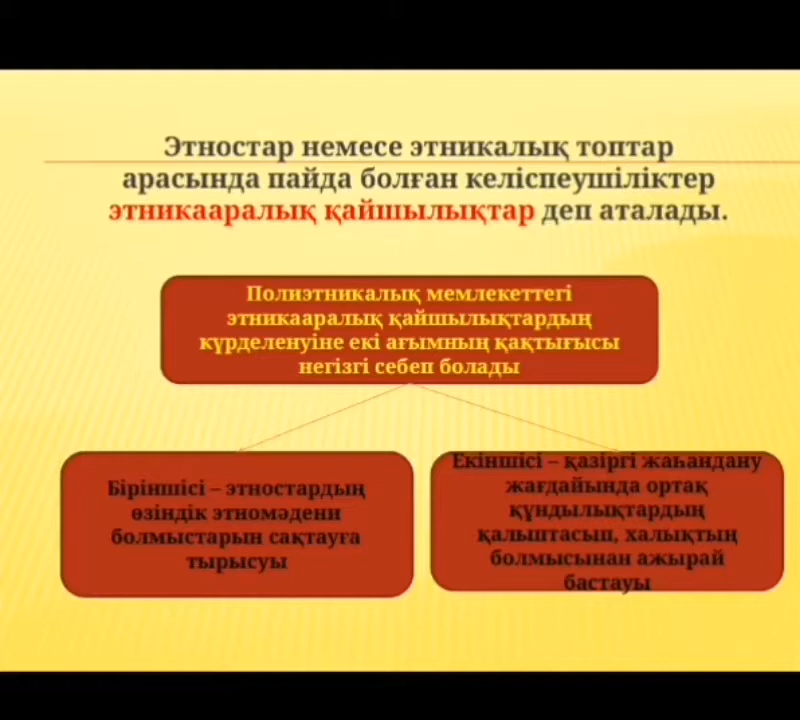 Этностар немесе этникалық топтар
арасында пайда болған келіспеушіліктер
этникааралық қайшылықтар деп аталады.
Полиэтникалық мемлекеттегі
этникааралық қайшылықтардың
күрделенуіне екі ағымның қақтығысы
негізгі себеп болады
Біріншісі – этностардың
өзіндік этномәдени
болмыстарын сақтауға
тырысуы
Екіншісі – қазіргі жаһандану
жағдайында ортақ
құндылықтардың
қалыптасып, халықтың
болмысынан ажырай
бастауы